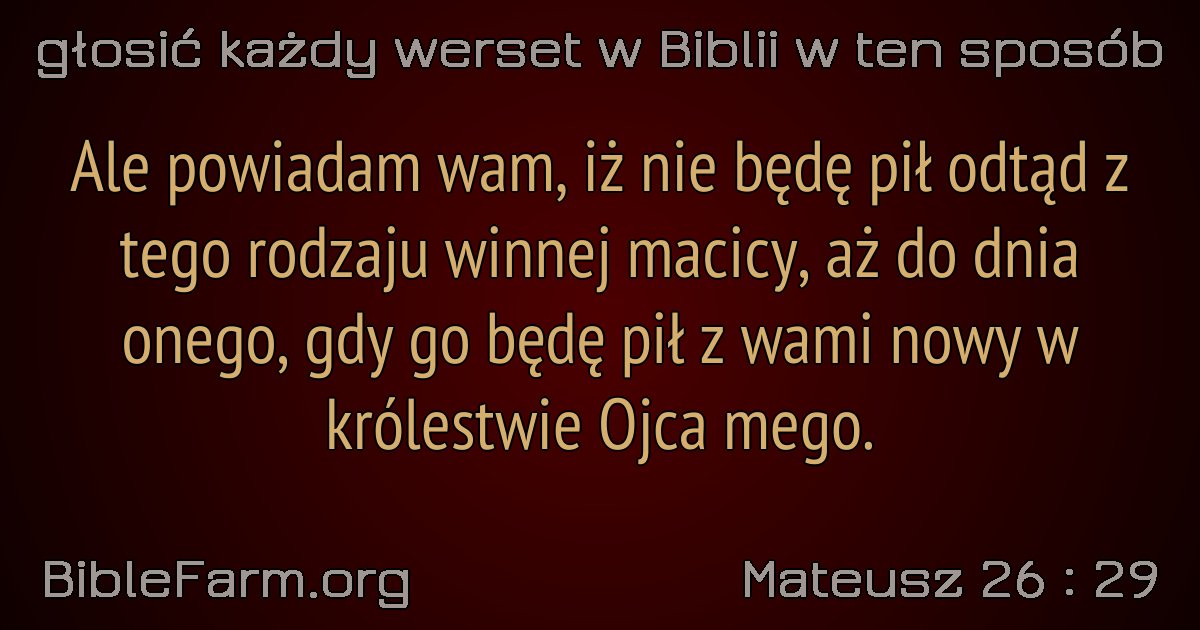 głosić każdy werset w Biblii w ten sposób
Ale powiadam wam, iż nie będę pił odtąd z
tego rodzaju winnej macicy, aż do dnia
onego, gdy go będę pił z wami nowy w
królestwie Ojca mego.
BibleFarm.org
Mateusz 26 : 29